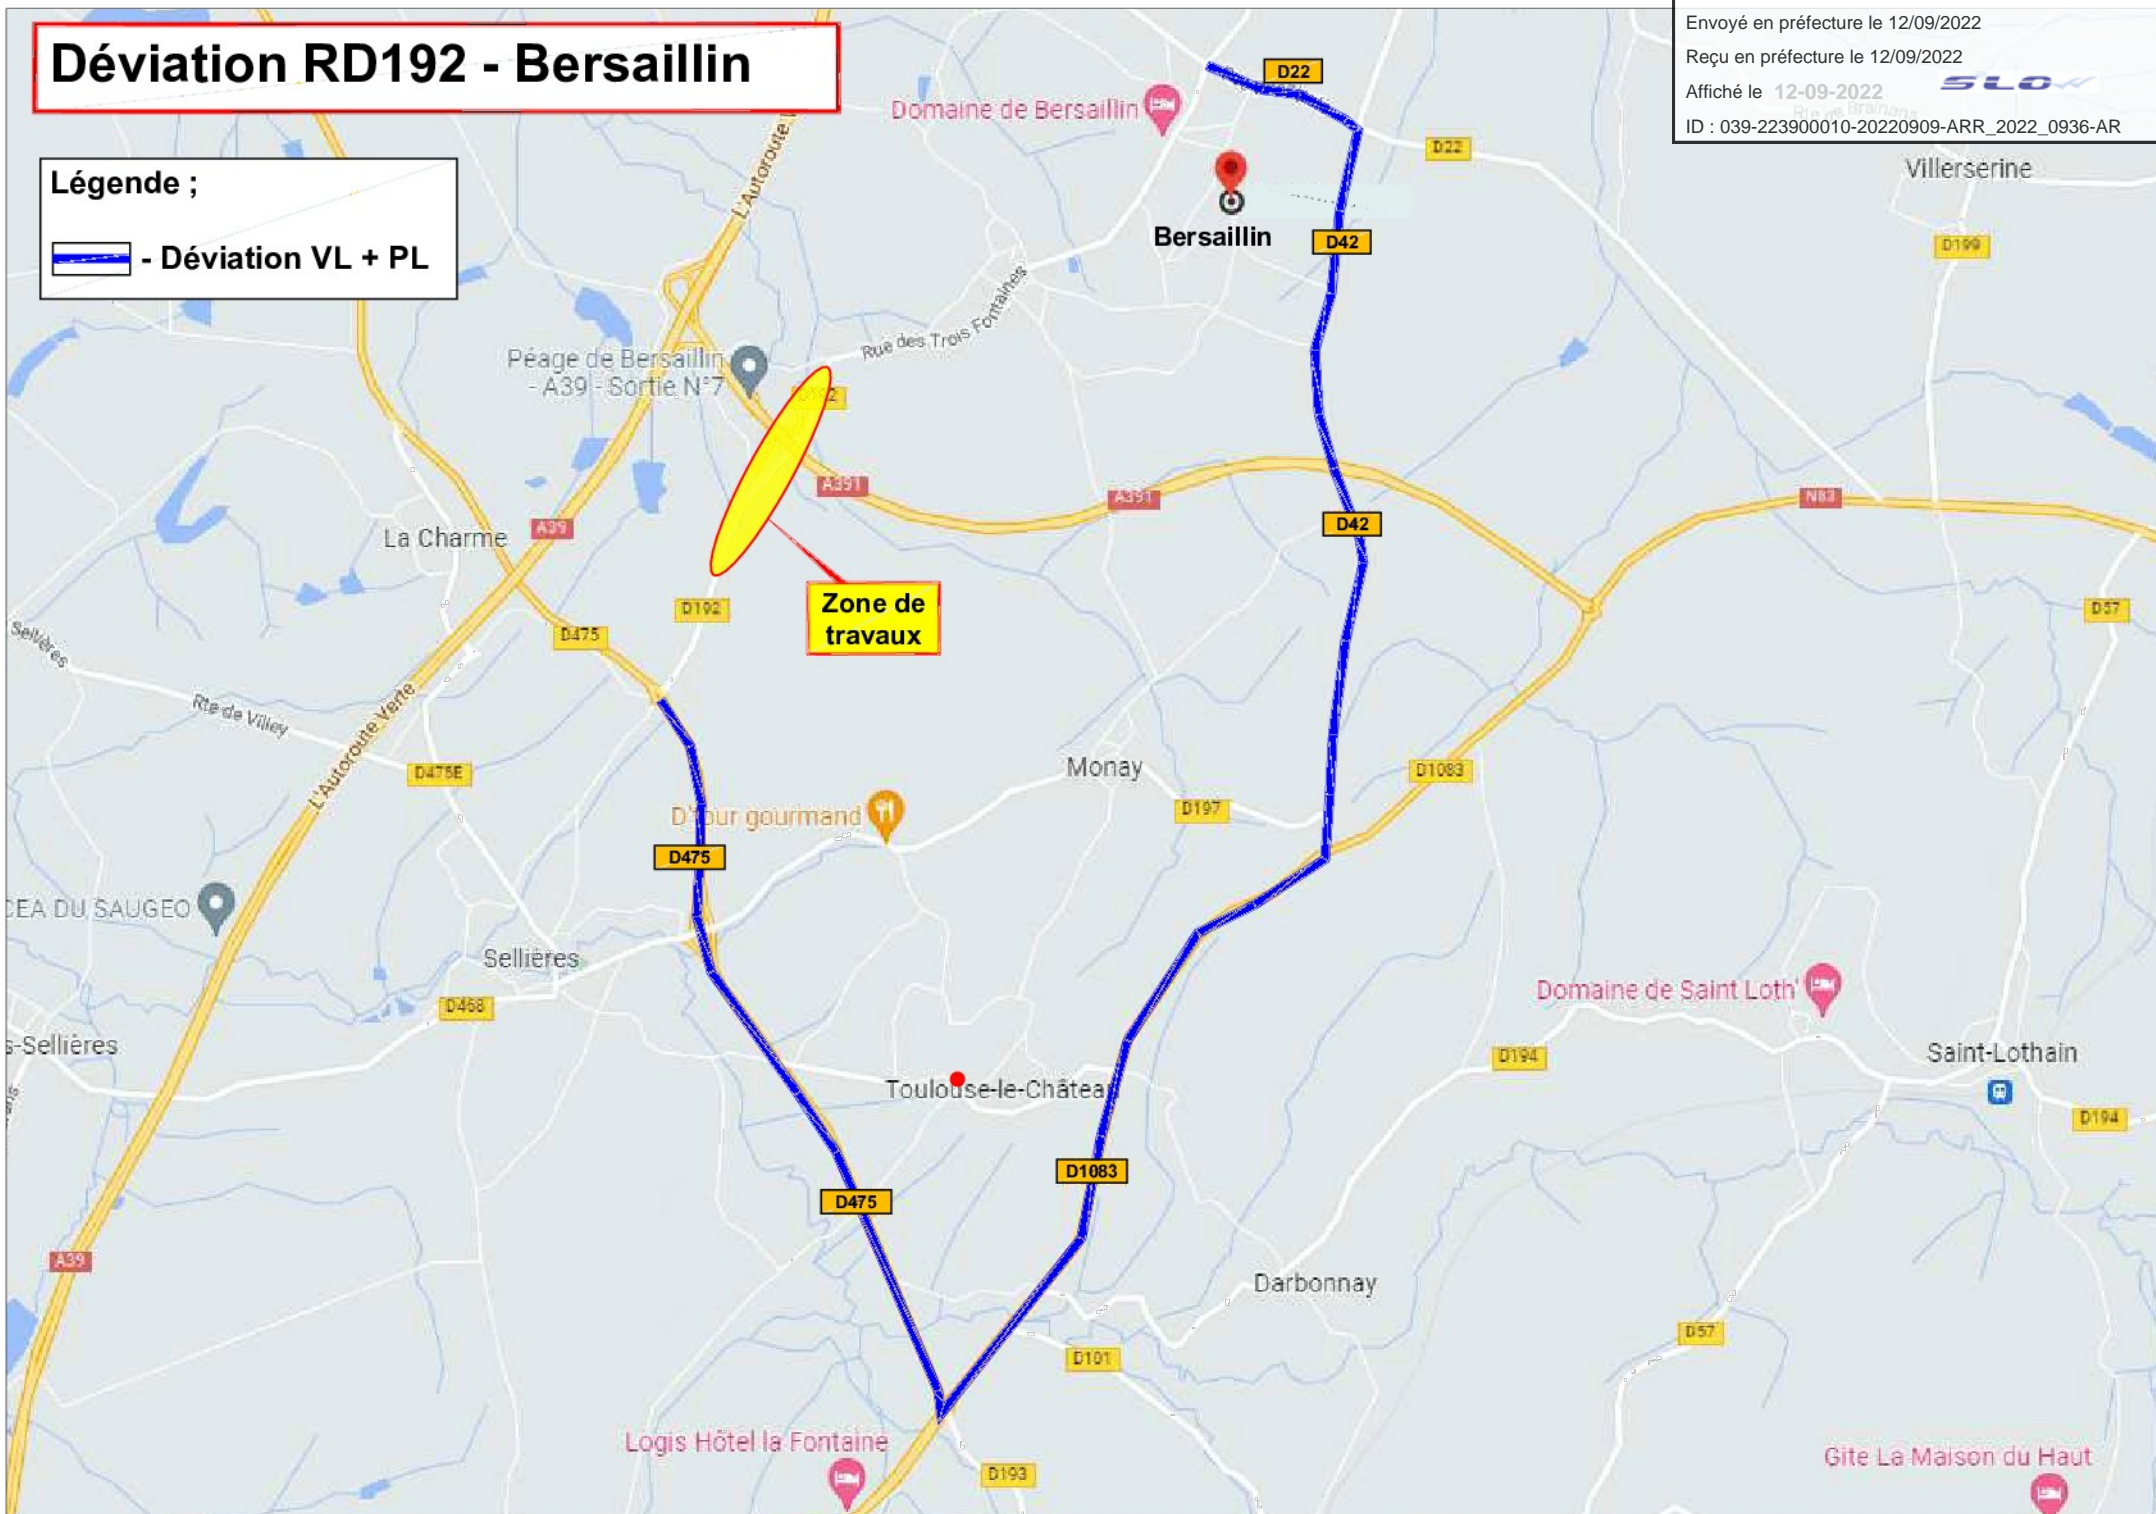 Déviation RD192 - Bersaillin
Envoyé en préfecture le 12/09/2022
Reçu en préfecture le 12/09/2022
Affiché le 12-09-2022
SLOW
ID : 039-223900010-20220909-ARR_2022_0936-AR
Légende ;
- Déviation VL + PL
D22
Domaine de Bersaillin
D22
Villerserine
Bersaillin
D42
D199
L'Autoroute
Rue des Trois Fontaines
Péage de Bersaillin
- A39 - Sortie N°7
D192
A391
A391
N83
La Charme
A39
D42
Zone de
travaux
D192
D475
D57
Sellières
Rte de Villey
L'Autoroute Verte
D475E
Monay
D1083
D197
D'tour gourmand
D475
CEA DU SAUGEO
Sellières
D468
Domaine de Saint Loth'
s-Sellières
D194
Saint-Lothain
Toulouse-le-Châtea
D194
D1083
D475
A39
Darbonnay
D57
D101
Logis Hôtel la Fontaine
Gite La Maison du Haut
D193